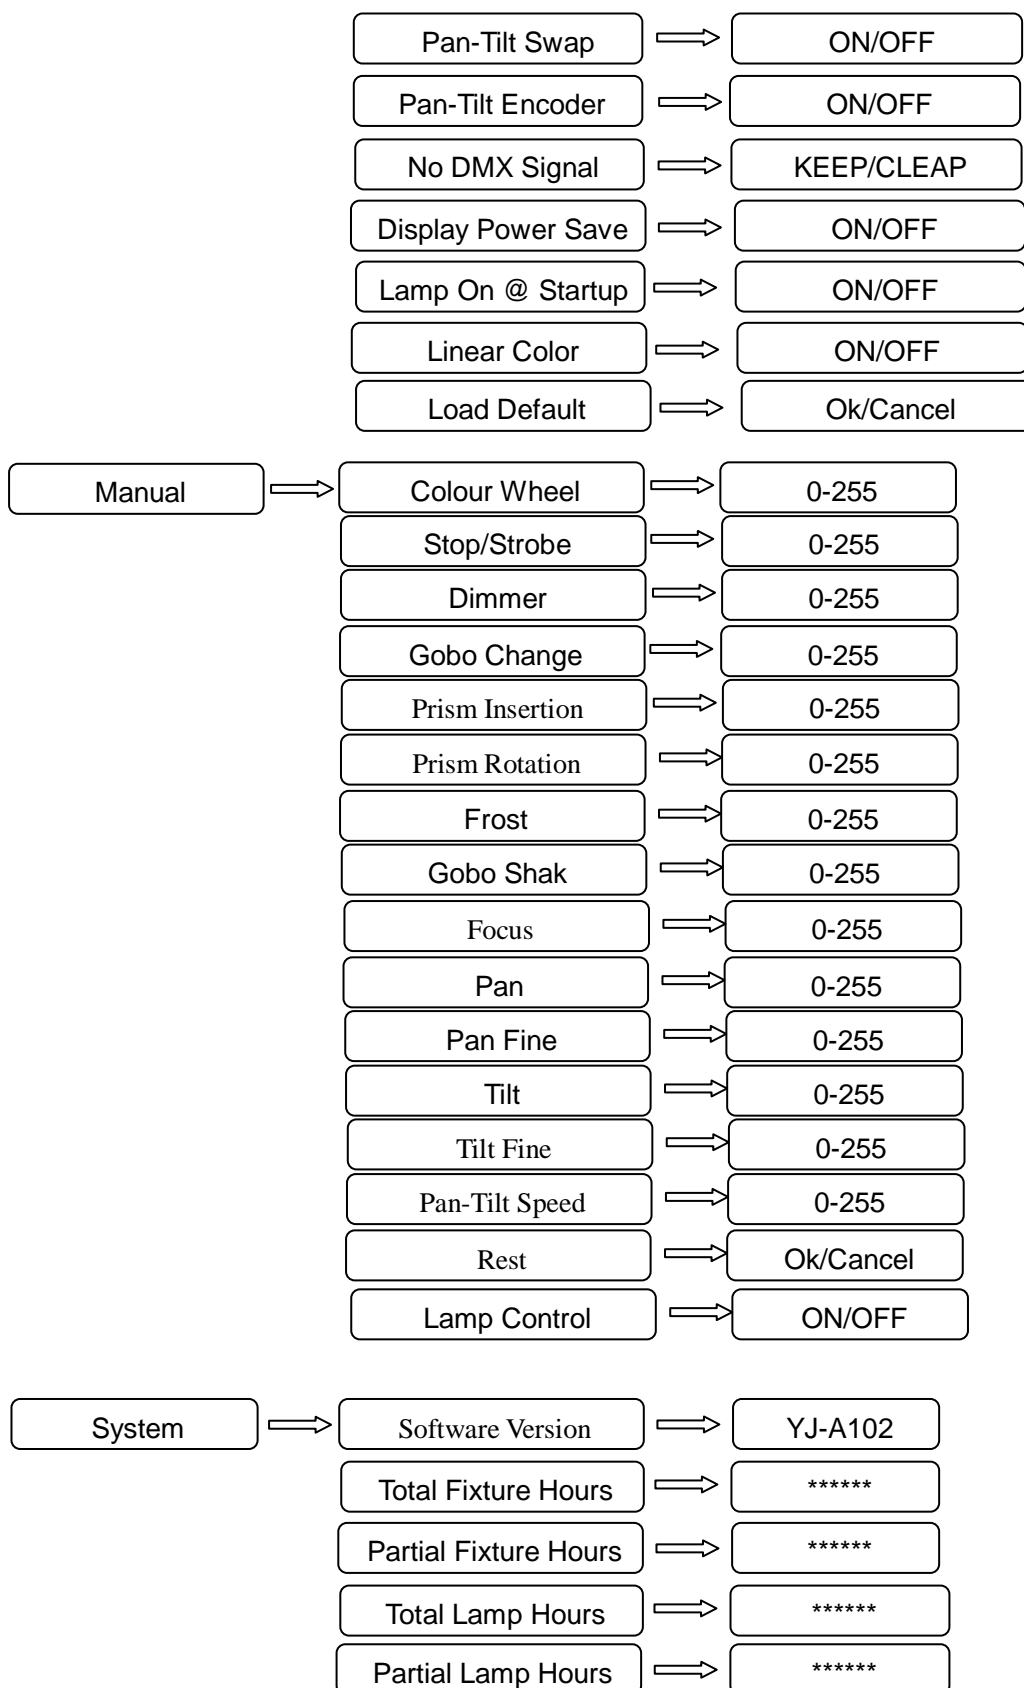 Pan-Tilt Swap ON/OFF
Pan-Tilt Encoder ON/OFF
No DMX Signal KEEP/CLEAP
Display Power Save ON/OFF
Lamp On @ Startup ON/OFF
Linear Color ON/OFF
Load Default Ok/Cancel
Manual Colour Wheel 0-255
Stop/Strobe 0-255
Dimmer 0-255
Gobo Change 0-255
Prism Insertion 0-255
Prism Rotation 0-255
Frost 0-255
Gobo Shak 0-255
Focus 0-255
Pan 0-255
Pan Fine 0-255
Tilt 0-255
Tilt Fine 0-255
Pan-Tilt Speed 0-255
Rest Ok/Cancel
Lamp Control ON/OFF
System Software Version YJ-A102
Total Fixture Hours ******
Partial Fixture Hours ******
Total Lamp Hours ******
Partial Lamp Hours ******